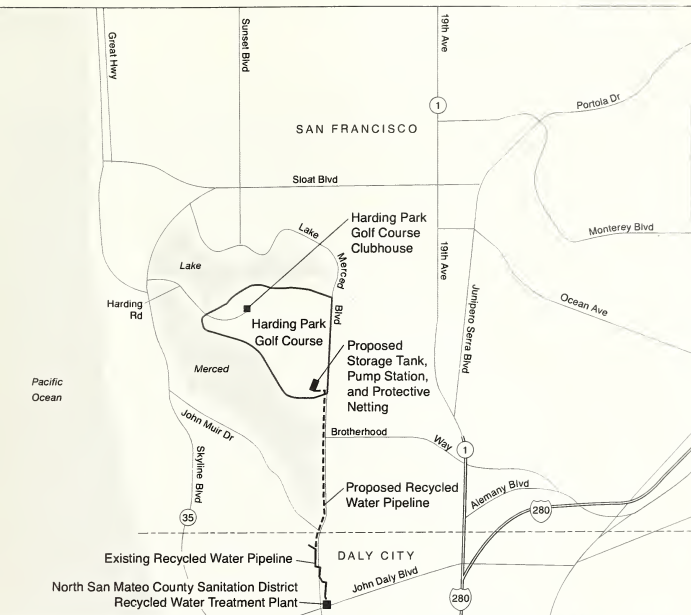 Great Hwy
Sunset Blvd
19th Ave
1
Portola Dr
SAN FRANCISCO
Sloat Blvd
Harding Park
Golf Course
Clubhouse
Lake
Merced
Blvd
Monterey Blvd
19th Ave
Lake
Junipero Serra Blvd
Ocean Ave
Harding
Rd
Harding Park
Golf Course
Proposed
Storage Tank,
Pump Station,
and Protective
Netting
Merced
Pacific
Ocean
John Muir Dr
Brotherhood
Way
1
Skyline Blvd
Alemany Blvd
Proposed Recycled
Water Pipeline
280
35
Existing Recycled Water Pipeline
DALY CITY
John Daly Blvd
North San Mateo County Sanitation District
Recycled Water Treatment Plant
280